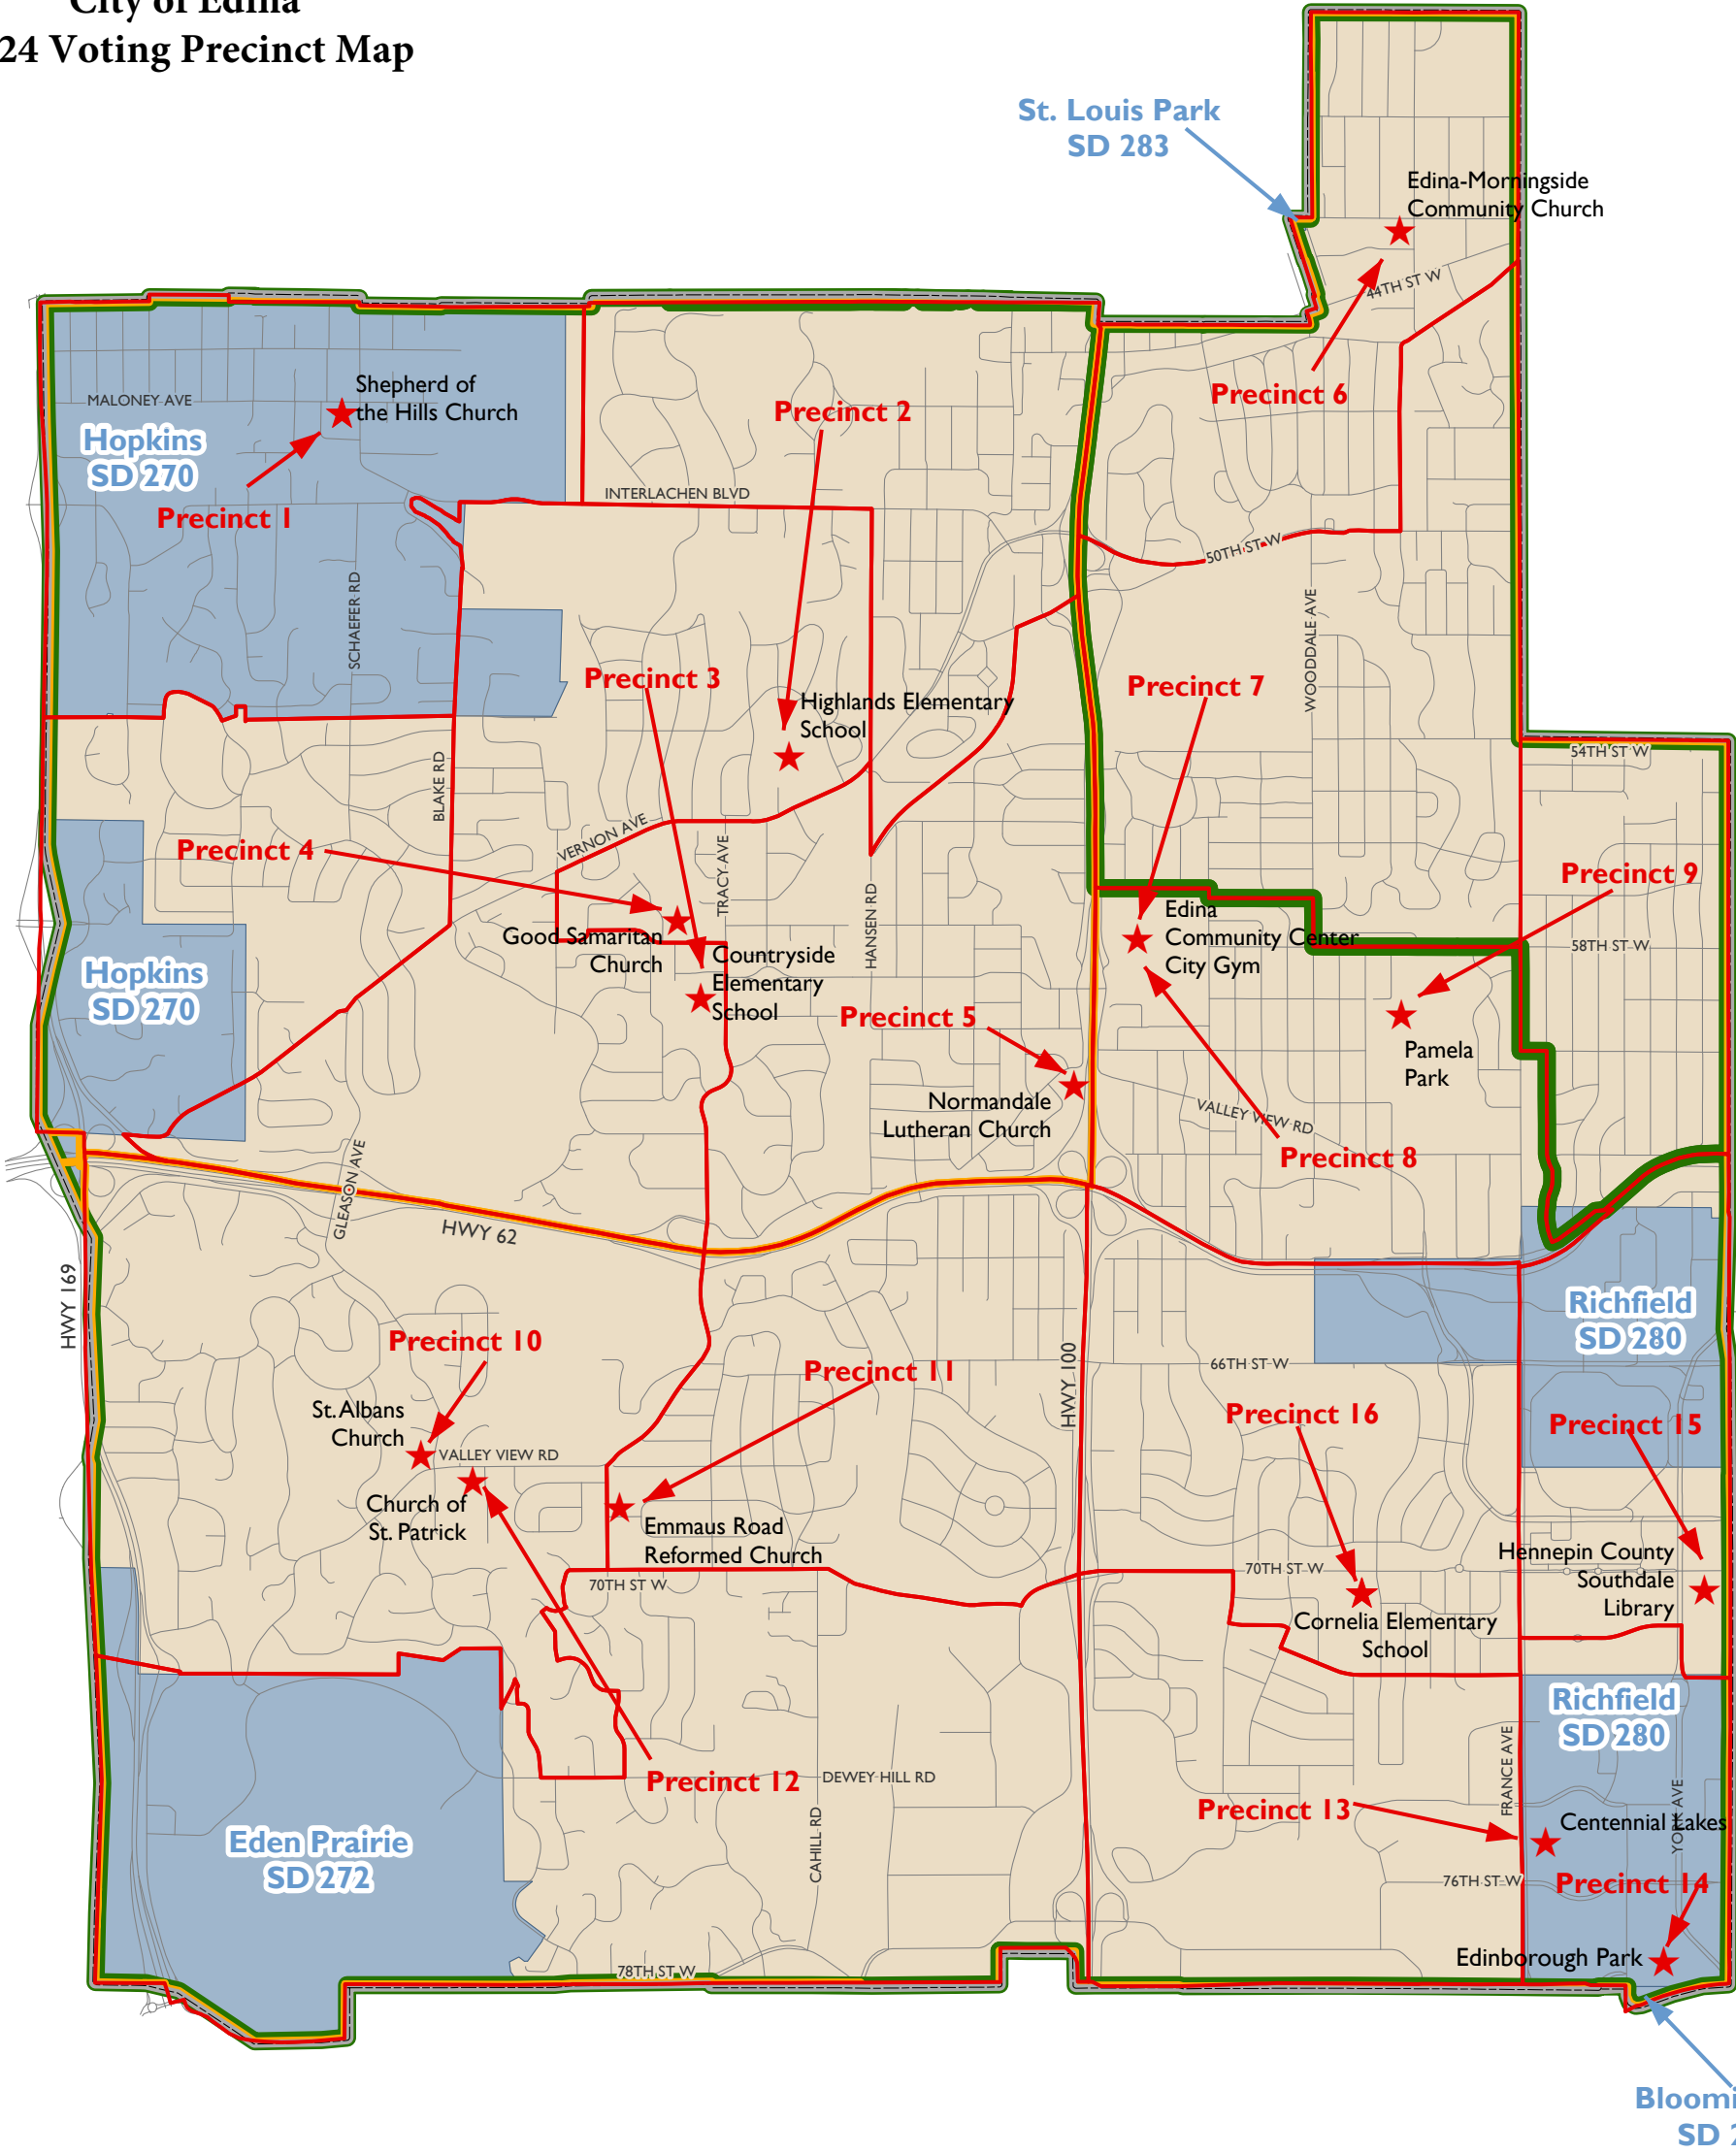 City of Edina
24 Voting Precinct Map
St. Louis Park
SD 283
Edina-Morningside
Community Church
44TH ST W
Precinct 6
Shepherd of
the Hills Church
MALONEY AVE
Hopkins
SD 270
Precinct 1
Precinct 2
INTERLACHEN BLVD
50TH ST W
SCHAEFER RD
WOODDALE AVE
Precinct 3
Precinct 7
Highlands Elementary
School
54TH ST W
BLAKE RD
VERNON AVE
TRACY AVE
Precinct 4
HANSEN RD
Precinct 9
Good Samaritan
Church
Edina
Community Center
City Gym
58TH ST W
Countryside
Elementary
School
Hopkins
SD 270
Precinct 5
Pamela
Park
Normandale
Lutheran Church
VALLEY VIEW RD
Precinct 8
GLEASON AVE
HWY 62
HWY 169
Richfield
SD 280
Precinct 10
Precinct 11
HWY 100
66TH ST W
St. Albans
Church
Precinct 16
Precinct 15
VALLEY VIEW RD
Church of
St. Patrick
Emmaus Road
Reformed Church
70TH ST W
70TH ST W
Hennepin County
Southdale
Library
Cornelia Elementary
School
Richfield
SD 280
Precinct 12
DEWEY HILL RD
FRANCE AVE
YORK AVE
Precinct 13
Centennial Lakes
CAHILL RD
Eden Prairie
SD 272
76TH ST W
Precinct 14
Edinborough Park
78TH ST W
Bloomi
SD